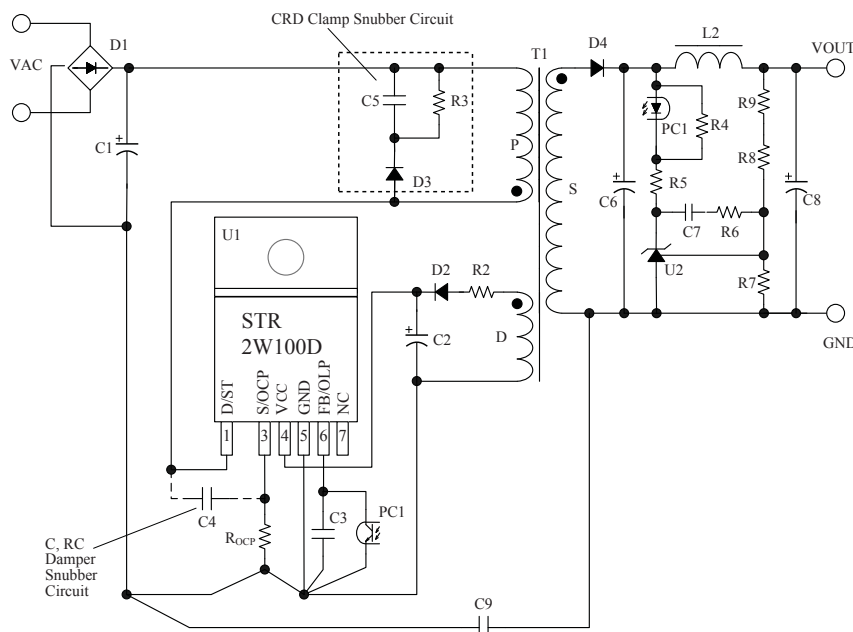 CRD Clamp Snubber Circuit
D1
VAC
C1
C5
R3
D3
T1
P
S
D4
L2
VOUT
PC1
R4
R9
R8
R5
C6
C7
R6
C8
U2
R7
GND
U1
STR
2W100D
D2
R2
C2
D
D/ST
S/OCP
VCC
GND
FB/OLP
NC
1
3
4
5
6
7
C4
ROCP
C3
PC1
C, RC
Damper
Snubber
Circuit
C9